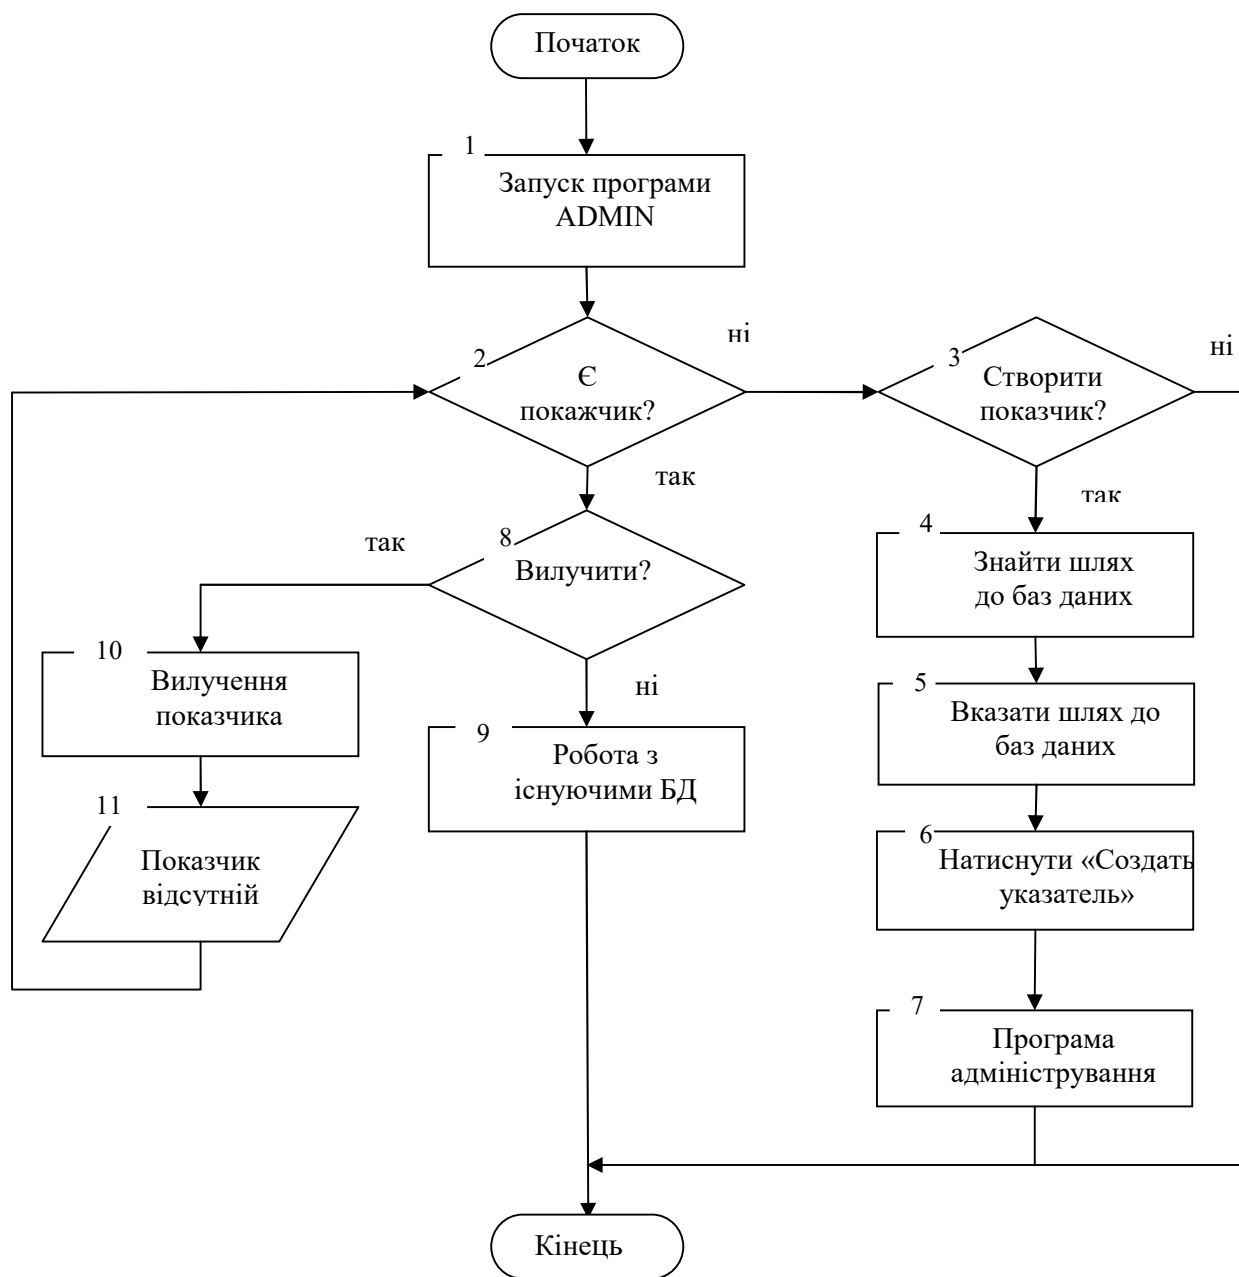 Початок
1
Запуск програми
ADMIN
ні
ні
2
Є
покажчик?
3
Створити
показчик?
так
так
4
Знайти шлях
до баз даних
так
8
Вилучити?
10
Вилучення
показчика
ні
5
Вказати шлях до
баз даних
9
Робота з
існуючими БД
11
Показчик
відсутній
6
Натиснути «Создать
указатель»
7
Програма
адміністрування
Кінець